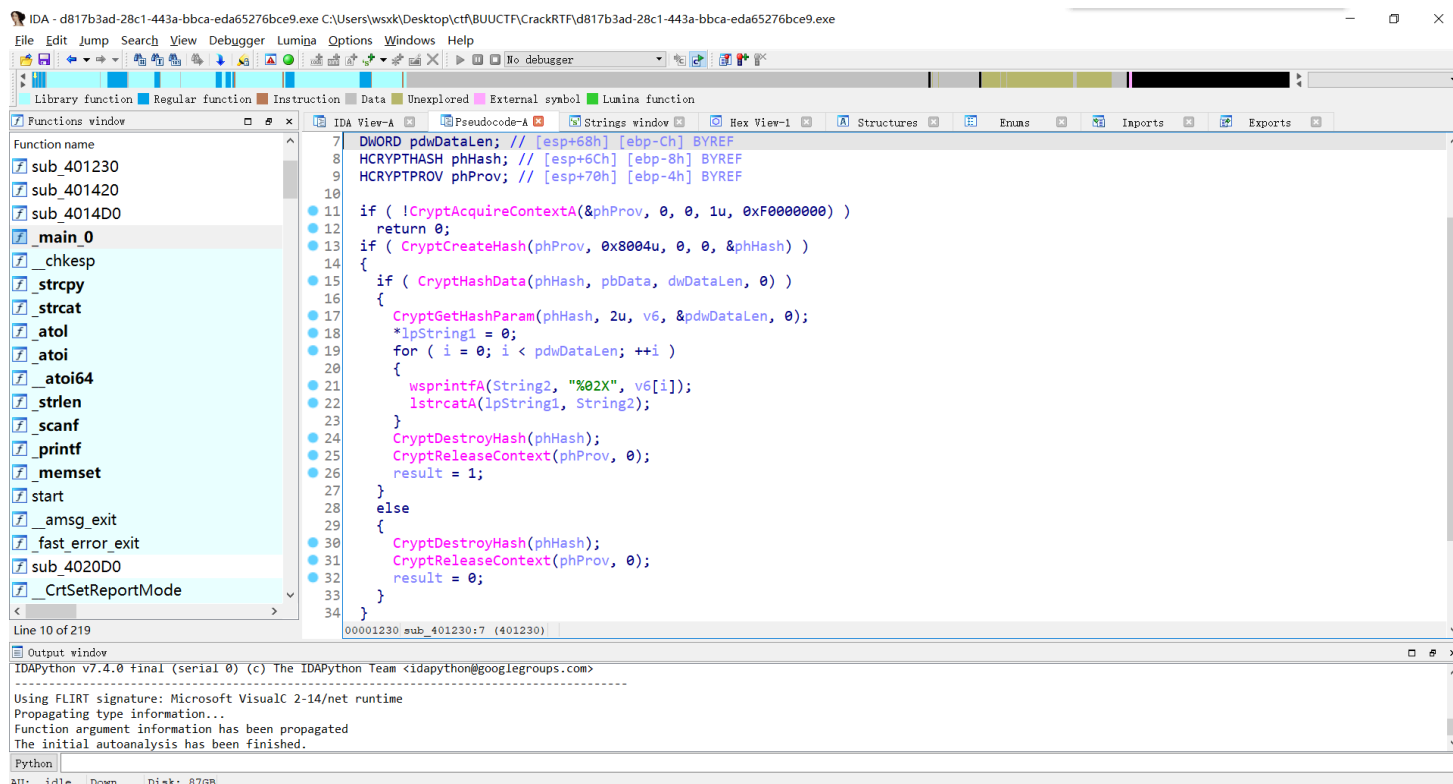 IDA - d817b3ad-28c1-443a-bbca-eda65276bce9.exe C:\Users\wsxk\Desktop\ctf\BUUCTF\CrackRTF\d817b3ad-28c1-443a-bbca-eda65276bce9.exe
File Edit Jump Search View Debugger Lumina Options Windows Help
No debugger
Library function Regular function Instruction Data Unexplored External symbol Lumina function
Functions window
IDA View-A Pseudocode-A Strings window Hex View-1 Structures Enums Imports Exports
Function name
sub_401230
sub_401420
sub_4014D0
_main_0
__chkesp
_strcpy
_strcat
_atol
_atoi
__atoi64
_strlen
_scanf
_printf
_memset
start
__amsg_exit
_fast_error_exit
sub_4020D0
__CrtSetReportMode
Line 10 of 219
7 DWORD pdwDataLen; // [esp+68h] [ebp-Ch] BYREF
8 HCRYPTHASH phHash; // [esp+6Ch] [ebp-8h] BYREF
9 HCRYPTPROV phProv; // [esp+70h] [ebp-4h] BYREF
10
11 if ( !CryptAcquireContextA(&phProv, 0, 0, 1u, 0xF0000000) )
12 return 0;
13 if ( CryptCreateHash(phProv, 0x8004u, 0, 0, &phHash) )
14 {
15 if ( CryptHashData(phHash, pbData, dwDataLen, 0) )
16 {
17 CryptGetHashParam(phHash, 2u, v6, &pdwDataLen, 0);
18 *lpString1 = 0;
19 for ( i = 0; i < pdwDataLen; ++i )
20 {
21 wsprintfA(String2, "%02X", v6[i]);
22 lstrcatA(lpString1, String2);
23 }
24 CryptDestroyHash(phHash);
25 CryptReleaseContext(phProv, 0);
26 result = 1;
27 }
28 else
29 {
30 CryptDestroyHash(phHash);
31 CryptReleaseContext(phProv, 0);
32 result = 0;
33 }
34 }
00001230 sub_401230:7 (401230)
Output window
IDAPython v7.4.0 final (serial 0) (c) The IDAPython Team <idapython@googlegroups.com>
---------------------------------------------------------------------------------------------
Using FLIRT signature: Microsoft VisualC 2-14/net runtime
Propagating type information...
Function argument information has been propagated
The initial autoanalysis has been finished.
Python
AU: idle Down Disk: 87GB